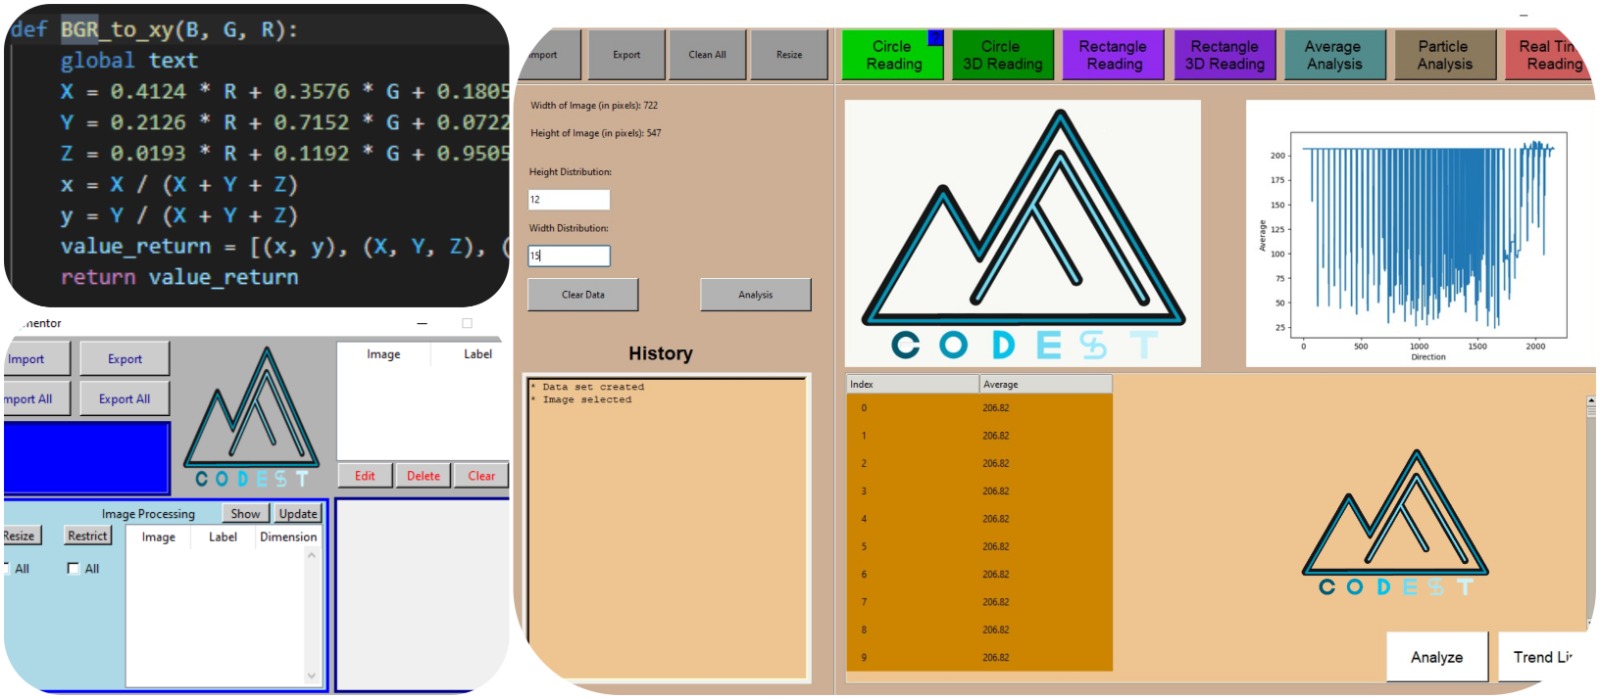 def BGR_to_xy(B, G, R):
global text
X = 0.4124 * R + 0.3576 * G + 0.1805
Y = 0.2126 * R + 0.7152 * G + 0.0722
Z = 0.0193 * R + 0.1192 * G + 0.9505
x = X / (X + Y + Z)
y = Y / (X + Y + Z)
value_return = [(x, y), (X, Y, Z), (
return value_return
mentor
Import
Export
mport All
Export All
CODEST
Image
Label
Edit
Delete
Clear
Image Processing
Show
Update
Resize
Restrict
All
All
Image
Label
Dimension
mport
Export
Clean All
Resize
Circle
Reading
?
Circle
3D Reading
Rectangle
Reading
Rectangle
3D Reading
Average
Analysis
Particle
Analysis
Real Tim
Reading
Width of Image (in pixels): 722
Height of Image (in pixels): 547
Height Distribution:
12
Width Distribution:
15
Clear Data
Analysis
History
* Data set created
* Image selected
CODEST
200
175
150
125
100
75
50
25
Average
0
500
1000
1500
2000
Direction
Index
Average
0
206.82
1
206.82
2
206.82
3
206.82
4
206.82
5
206.82
6
206.82
7
206.82
8
206.82
9
206.82
CODEST
Analyze
Trend Li